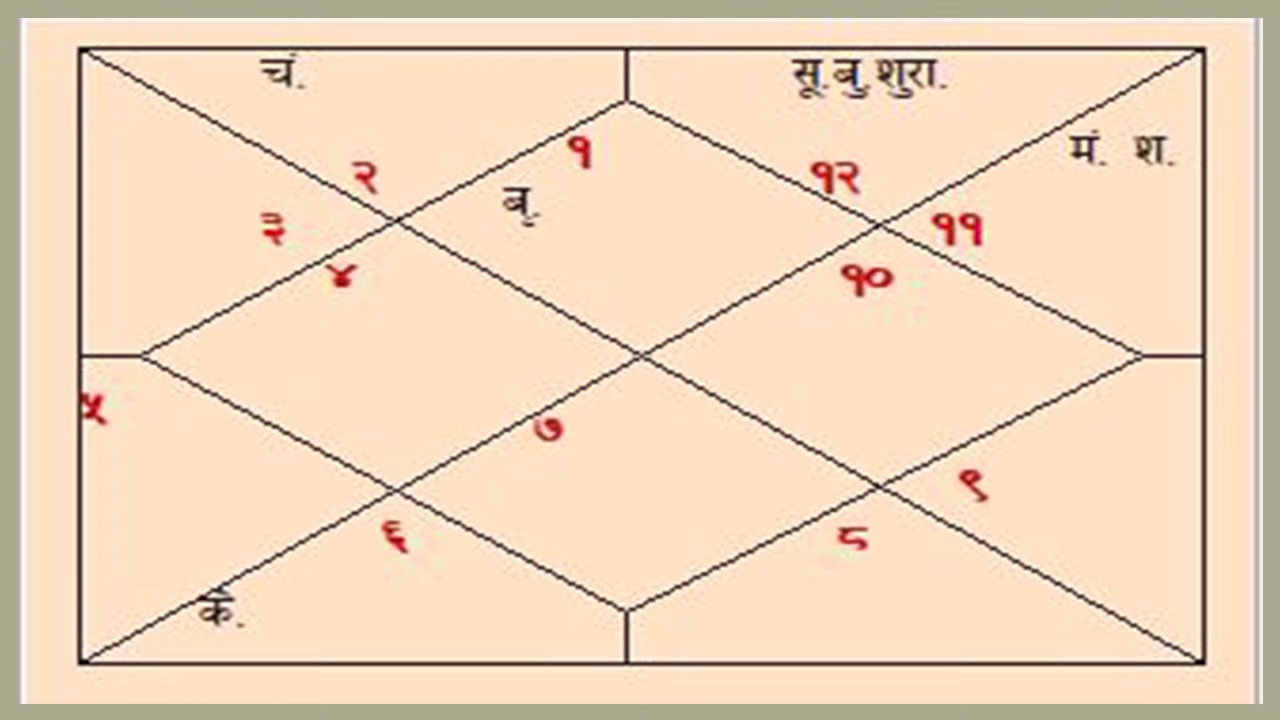 चं. सू.बु.शुरा.
मं. श.
१
२ १२
बृ.
३ ११
४ १०
५
७
९
६ ८
के.